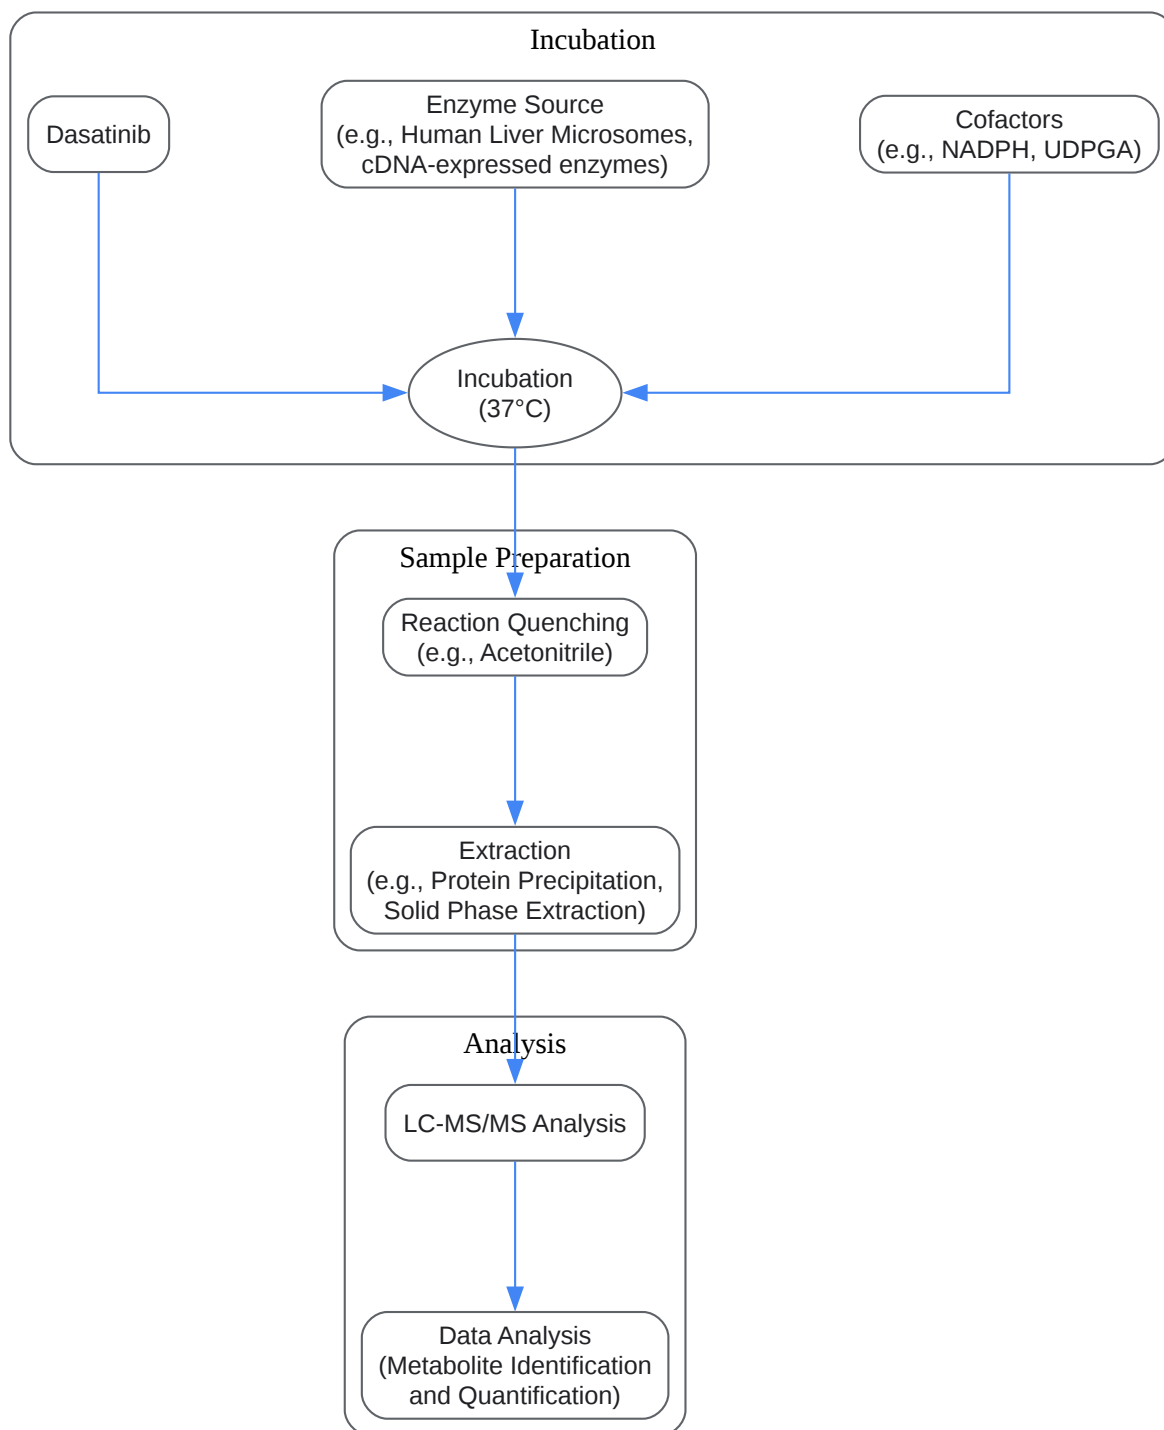 Incubation
Dasatinib
Enzyme Source
(e.g., Human Liver Microsomes,
cDNA-expressed enzymes)
Cofactors
(e.g., NADPH, UDPGA)
Incubation
(37°C)
Sample Preparation
Reaction Quenching
(e.g., Acetonitrile)
Extraction
(e.g., Protein Precipitation,
Solid Phase Extraction)
Analysis
LC-MS/MS Analysis
Data Analysis
(Metabolite Identification
and Quantification)